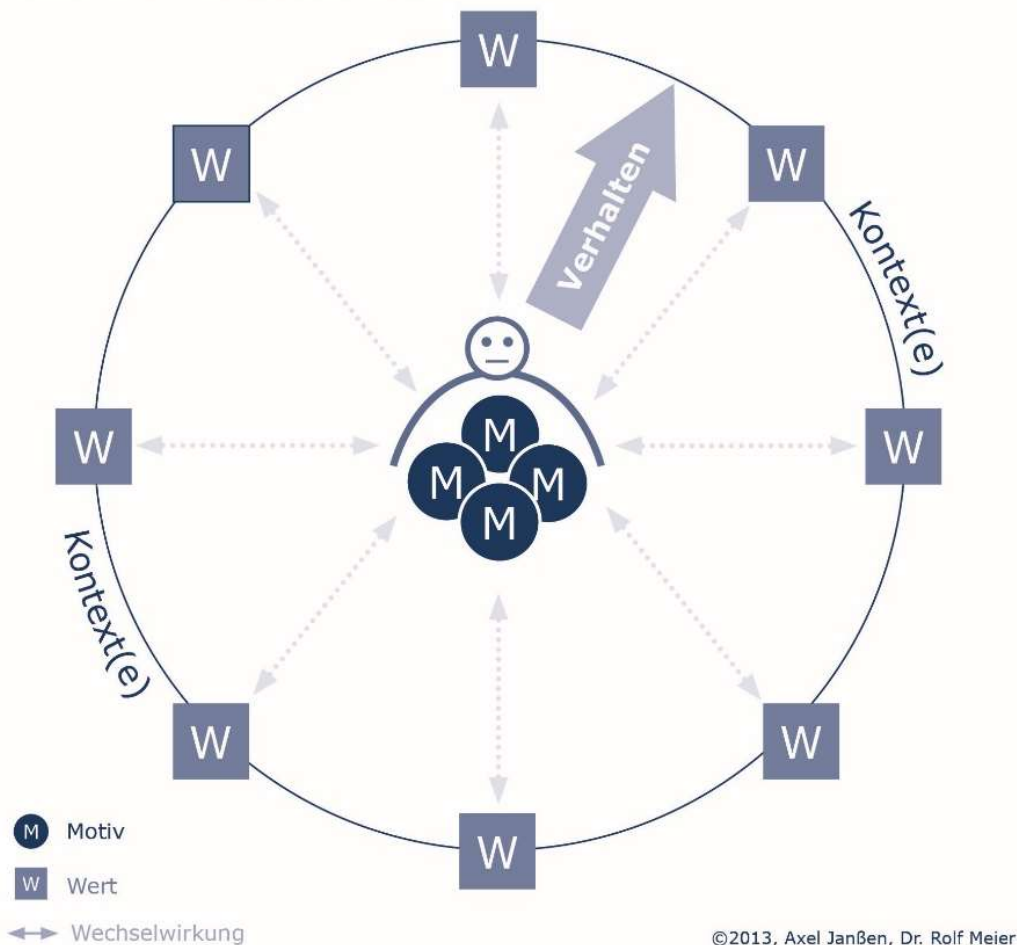 W
W
W
Verhalten
Kontext(e)
W
W
M
M
M
M
Kontext(e)
W
W
W
M Motiv
W Wert
Wechselwirkung
©2013, Axel Janßen, Dr. Rolf Meier